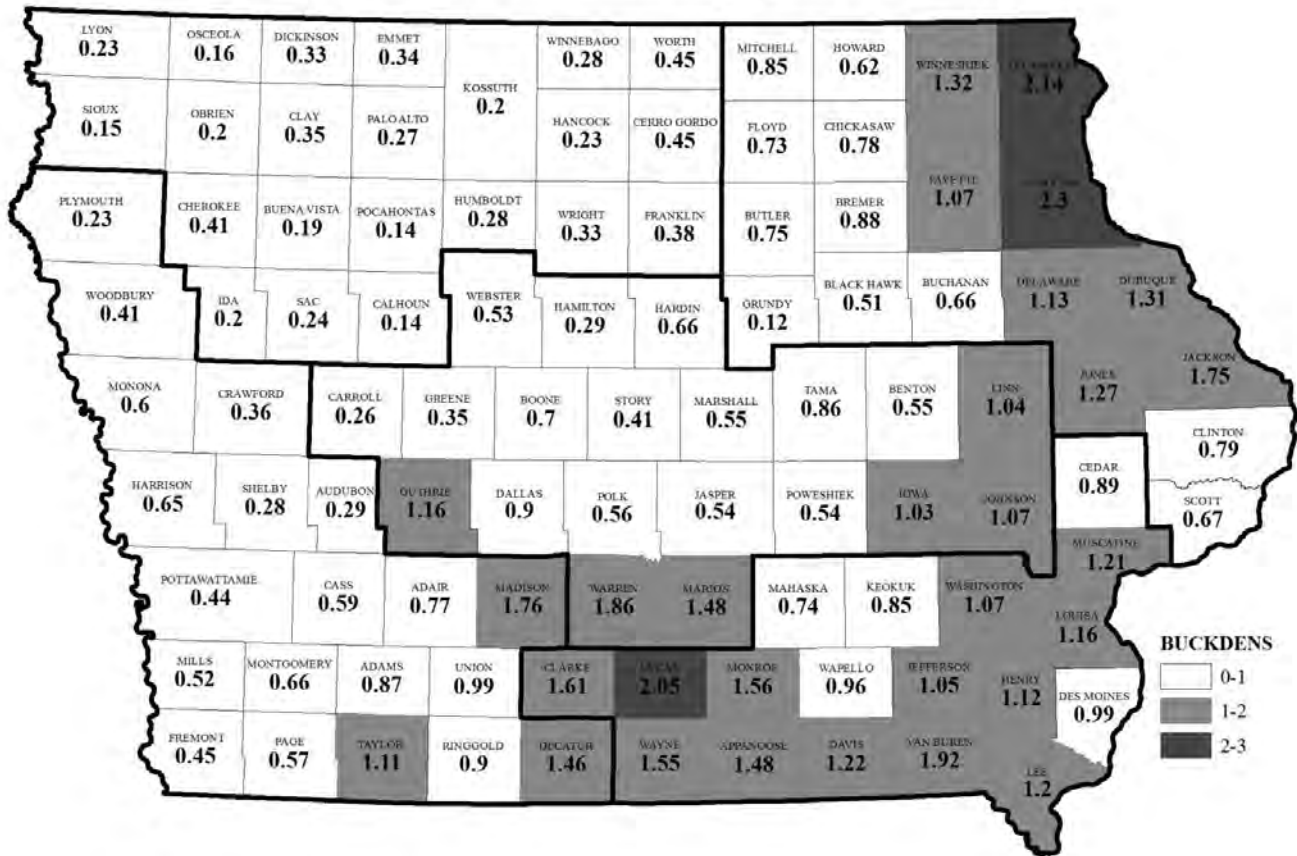 LYON
0.23
OSCEOLA
0.16
DICKINSON
0.33
EMMET
0.34
KOSSUTH
0.2
WINNEBAGO
0.28
WORTH
0.45
MITCHELL
0.85
HOWARD
0.62
WINNESHIEK
1.32
2.14
SIOUX
0.15
OBRIEN
0.2
CLAY
0.35
PALO ALTO
0.27
HANCOCK
0.23
CERRO GORDO
0.45
FLOYD
0.73
CHICKASAW
0.78
PLYMOUTH
0.23
CHEROKEE
0.41
BUENA VISTA
0.19
POCAHONTAS
0.14
HUMBOLDT
0.28
WRIGHT
0.33
FRANKLIN
0.38
BUTLER
0.75
BREMER
0.88
FAYETTE
1.07
2.3
WOODBURY
0.41
IDA
0.2
SAC
0.24
CALHOUN
0.14
WEBSTER
0.53
HAMILTON
0.29
HARDIN
0.66
GRUNDY
0.12
BLACK HAWK
0.51
BUCHANAN
0.66
DELAWARE
1.13
DUBUQUE
1.31
MONONA
0.6
CRAWFORD
0.36
CARROLL
0.26
GREENE
0.35
BOONE
0.7
STORY
0.41
MARSHALL
0.55
TAMA
0.86
BENTON
0.55
LINN
1.04
JONES
1.27
JACKSON
1.75
CLINTON
0.79
HARRISON
0.65
SHELBY
0.28
AUDUBON
0.29
GUTHRIE
1.16
DALLAS
0.9
POLK
0.56
JASPER
0.54
POWESHIEK
0.54
IOWA
1.03
JOHNSON
1.07
CEDAR
0.89
SCOTT
0.67
MUSCATINE
1.21
POTTAWATTAMIE
0.44
CASS
0.59
ADAIR
0.77
MADISON
1.76
WARREN
1.86
MARION
1.48
MAHASKA
0.74
KEOKUK
0.85
WASHINGTON
1.07
LOUISA
1.16
MILLS
0.52
MONTGOMERY
0.66
ADAMS
0.87
UNION
0.99
CLARKE
1.61
LUCAS
2.05
MONROE
1.56
WAPELLO
0.96
JEFFERSON
1.05
HENRY
1.12
DES MOINES
0.99
FREMONT
0.45
PAGE
0.57
TAYLOR
1.11
RINGGOLD
0.9
DECATUR
1.46
WAYNE
1.55
APPANOOSE
1.48
DAVIS
1.22
VAN BUREN
1.92
LEE
1.2
BUCKDENS
0-1
1-2
2-3